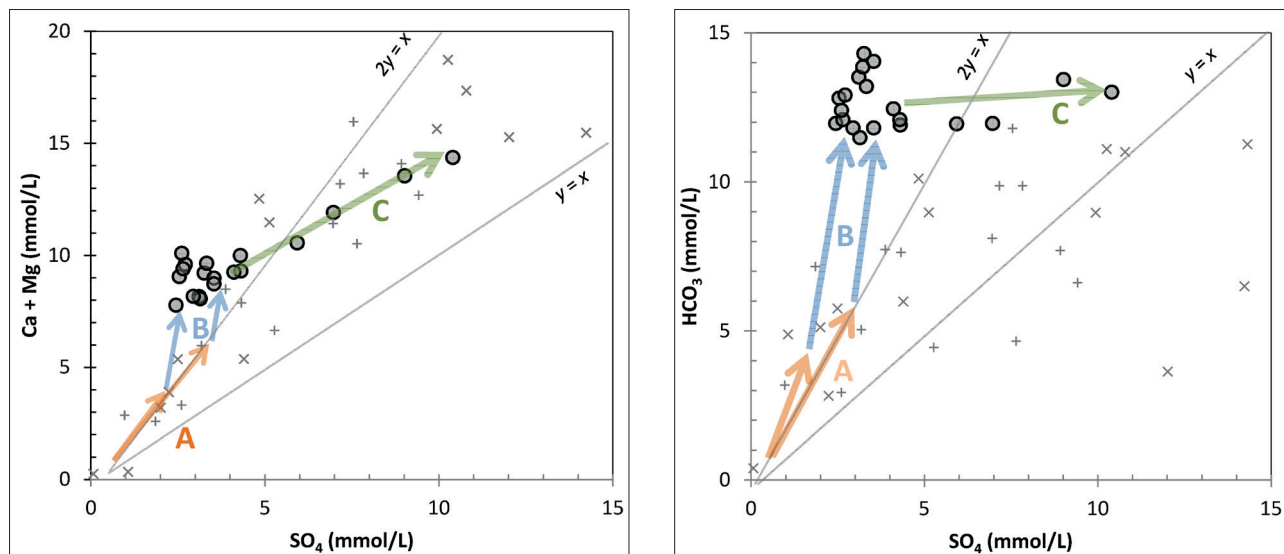 20
15
10
5
0
Ca + Mg (mmol/L)
2y = x
y = x
A
B
C
0 5 10 15
SO4 (mmol/L)
15
10
5
0
HCO3 (mmol/L)
2y = x
y = x
A
B
C
0 5 10 15
SO4 (mmol/L)